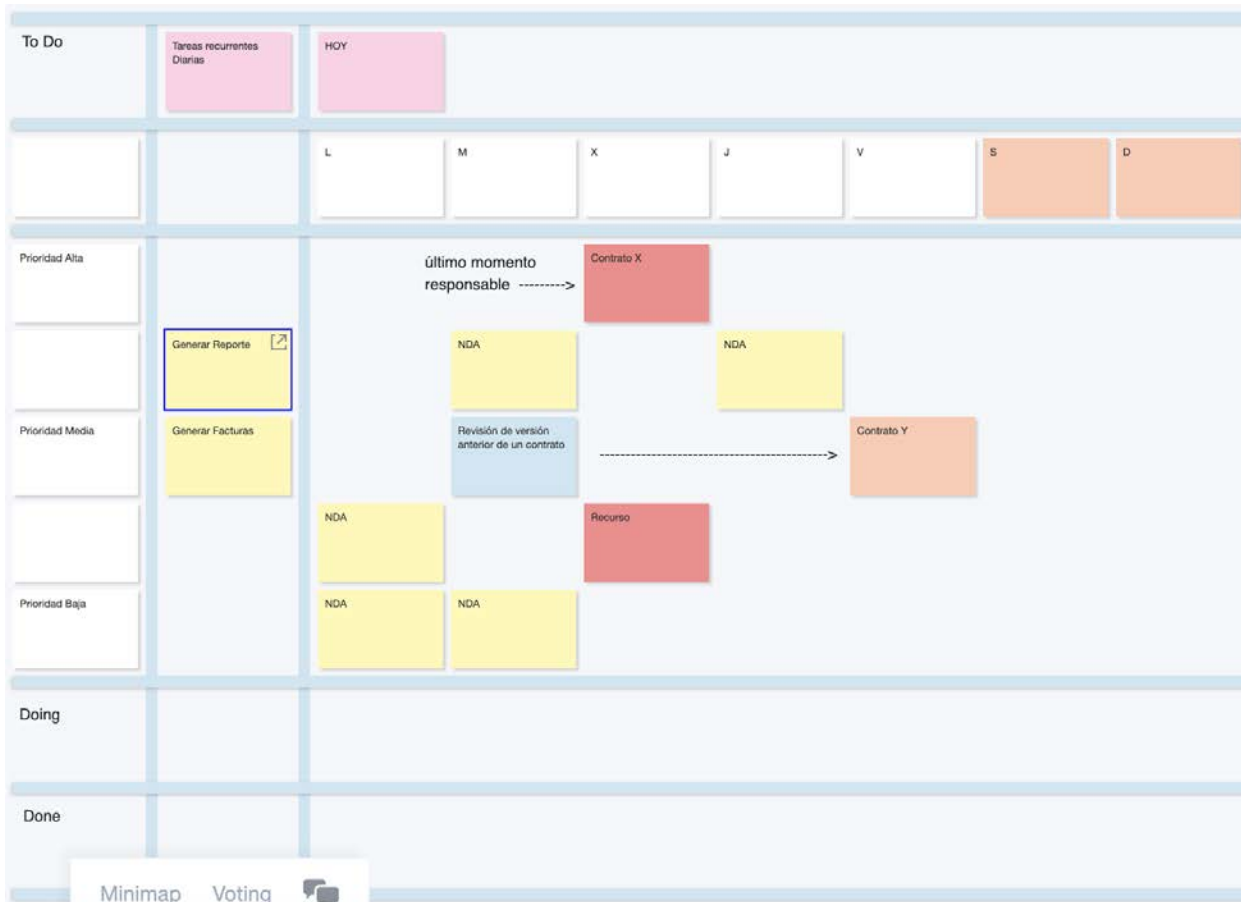 To Do
Tareas recurrentes
Diarias
HOY
L
M
X
J
V
S
D
Prioridad Alta
último momento
responsable --------->
Contrato X
Generar Reporte
NDA
NDA
Prioridad Media
Generar Facturas
Revisión de versión
anterior de un contrato
---------------------------------------->
Contrato Y
NDA
Recurso
Prioridad Baja
NDA
NDA
Doing
Done
Minimap
Voting